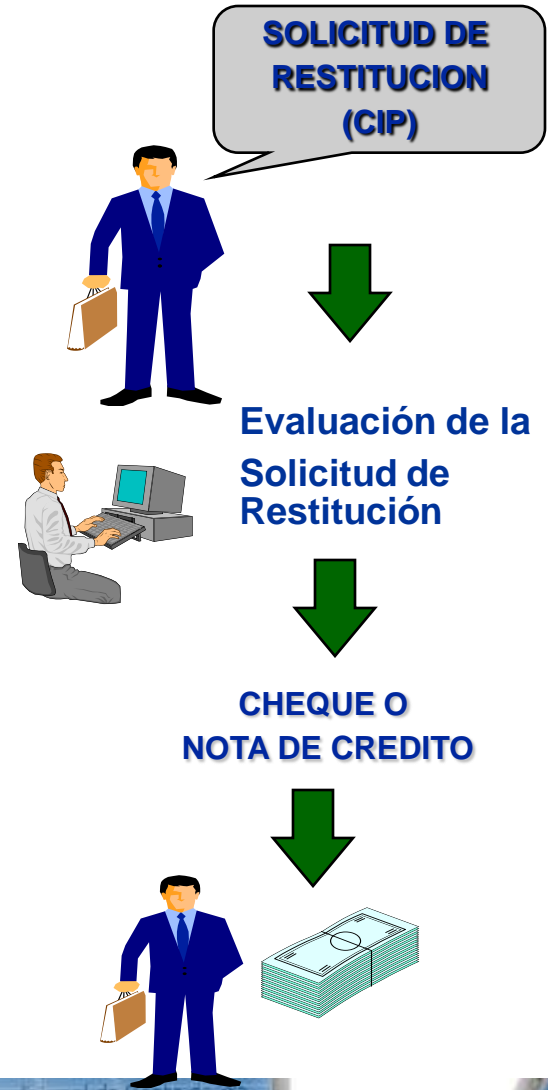 SOLICITUD DE
RESTITUCION
(CIP)
Evaluación de la
Solicitud de
Restitución
CHEQUE O
NOTA DE CREDITO